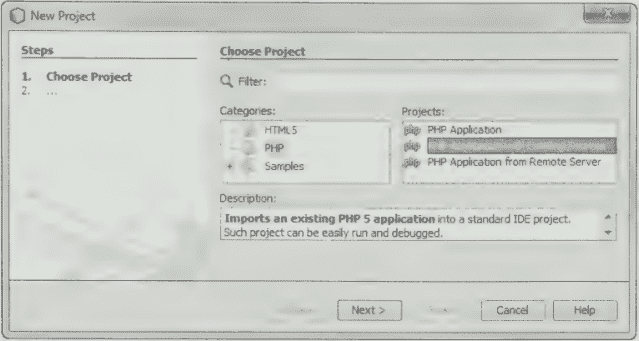 New Project
Steps
1. Choose Project
2. ...
Choose Project
Filter:
Categories:
HTML5
PHP
Samples
Projects:
PHP Application
PHP Application from Remote Server
Description:
Imports an existing PHP 5 application into a standard IDE project.
Such project can be easily run and debugged.
Next >
Cancel
Help